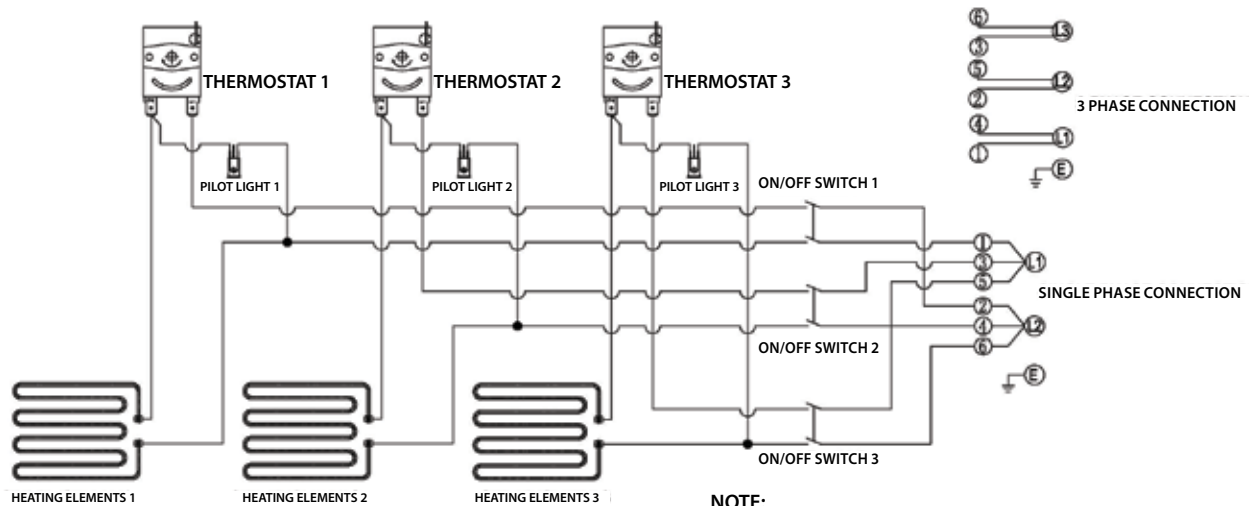 THERMOSTAT 1
THERMOSTAT 2
THERMOSTAT 3
6
L3
3
5
L2
2
3 PHASE CONNECTION
4
L1
1
E
PILOT LIGHT 1
PILOT LIGHT 2
PILOT LIGHT 3
ON/OFF SWITCH 1
1
3
L1
5
SINGLE PHASE CONNECTION
2
4
L2
6
ON/OFF SWITCH 2
E
ON/OFF SWITCH 3
HEATING ELEMENTS 1
HEATING ELEMENTS 2
HEATING ELEMENTS 3
NOTE: